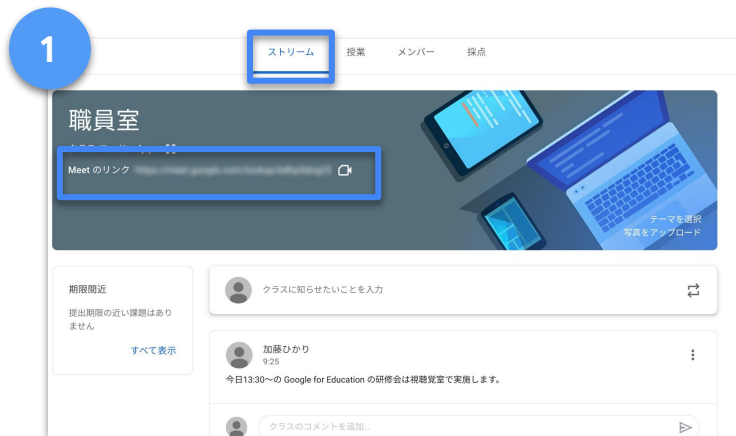 1
ストリーム 授業 メンバー 採点
職員室
Meet のリンク
テーマを選択
写真をアップロード
期限間近
提出期限の近い課題はあり
ません
すべて表示
クラスに知らせたいことを入力
加藤ひかり
9:25
今日13:30〜の Google for Education の研修会は視聴覚室で実施します。
クラスのコメントを追加...